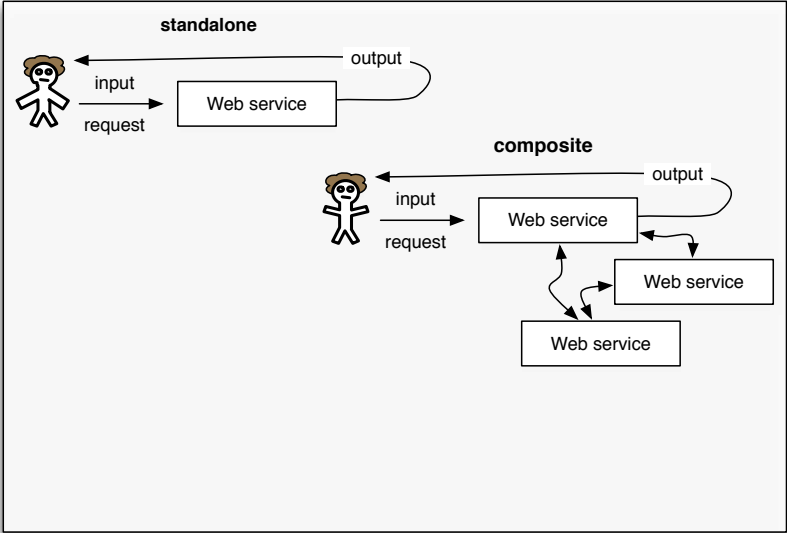 standalone
output
input
Web service
request
composite
output
input
Web service
request
Web service
Web service